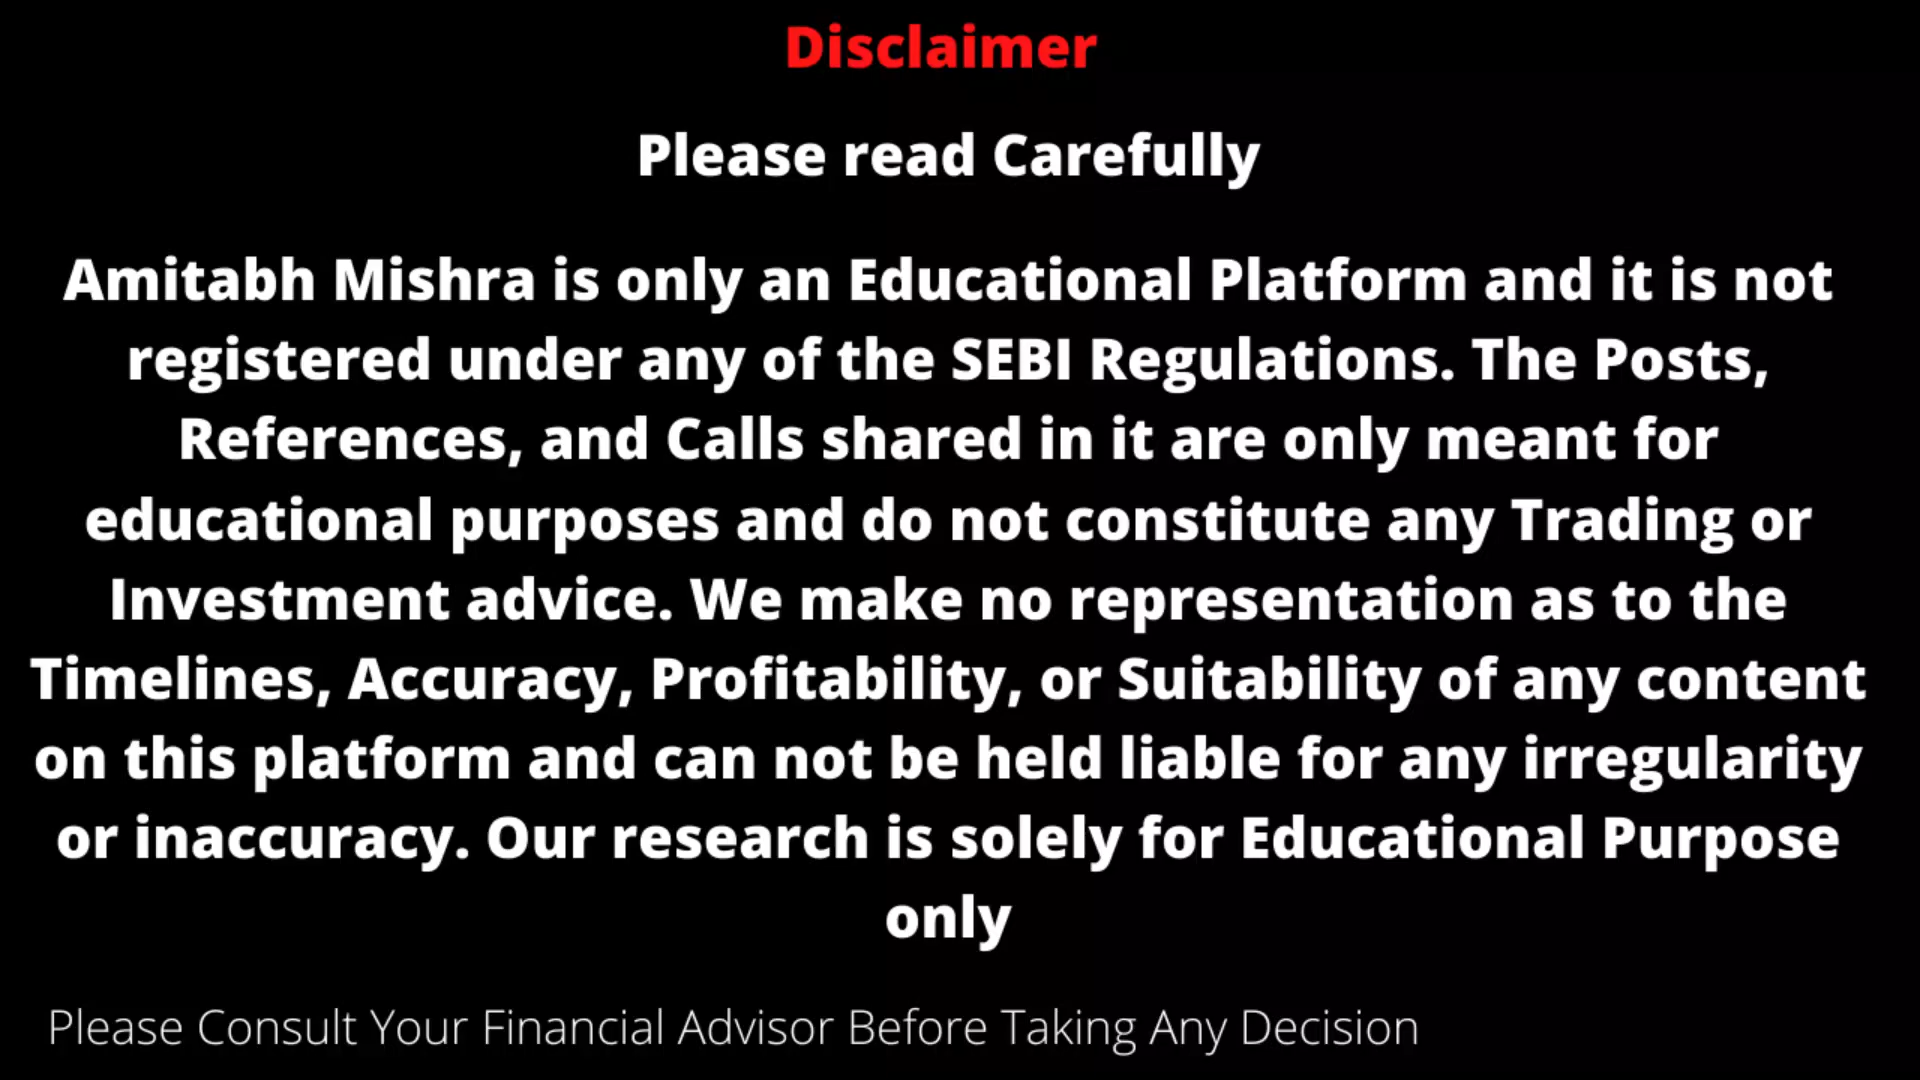 Disclaimer
Please read Carefully
Amitabh Mishra is only an Educational Platform and it is not
registered under any of the SEBI Regulations. The Posts,
References, and Calls shared in it are only meant for
educational purposes and do not constitute any Trading or
Investment advice. We make no representation as to the
Timelines, Accuracy, Profitability, or Suitability of any content
on this platform and can not be held liable for any irregularity
or inaccuracy. Our research is solely for Educational Purpose
only
Please Consult Your Financial Advisor Before Taking Any Decision